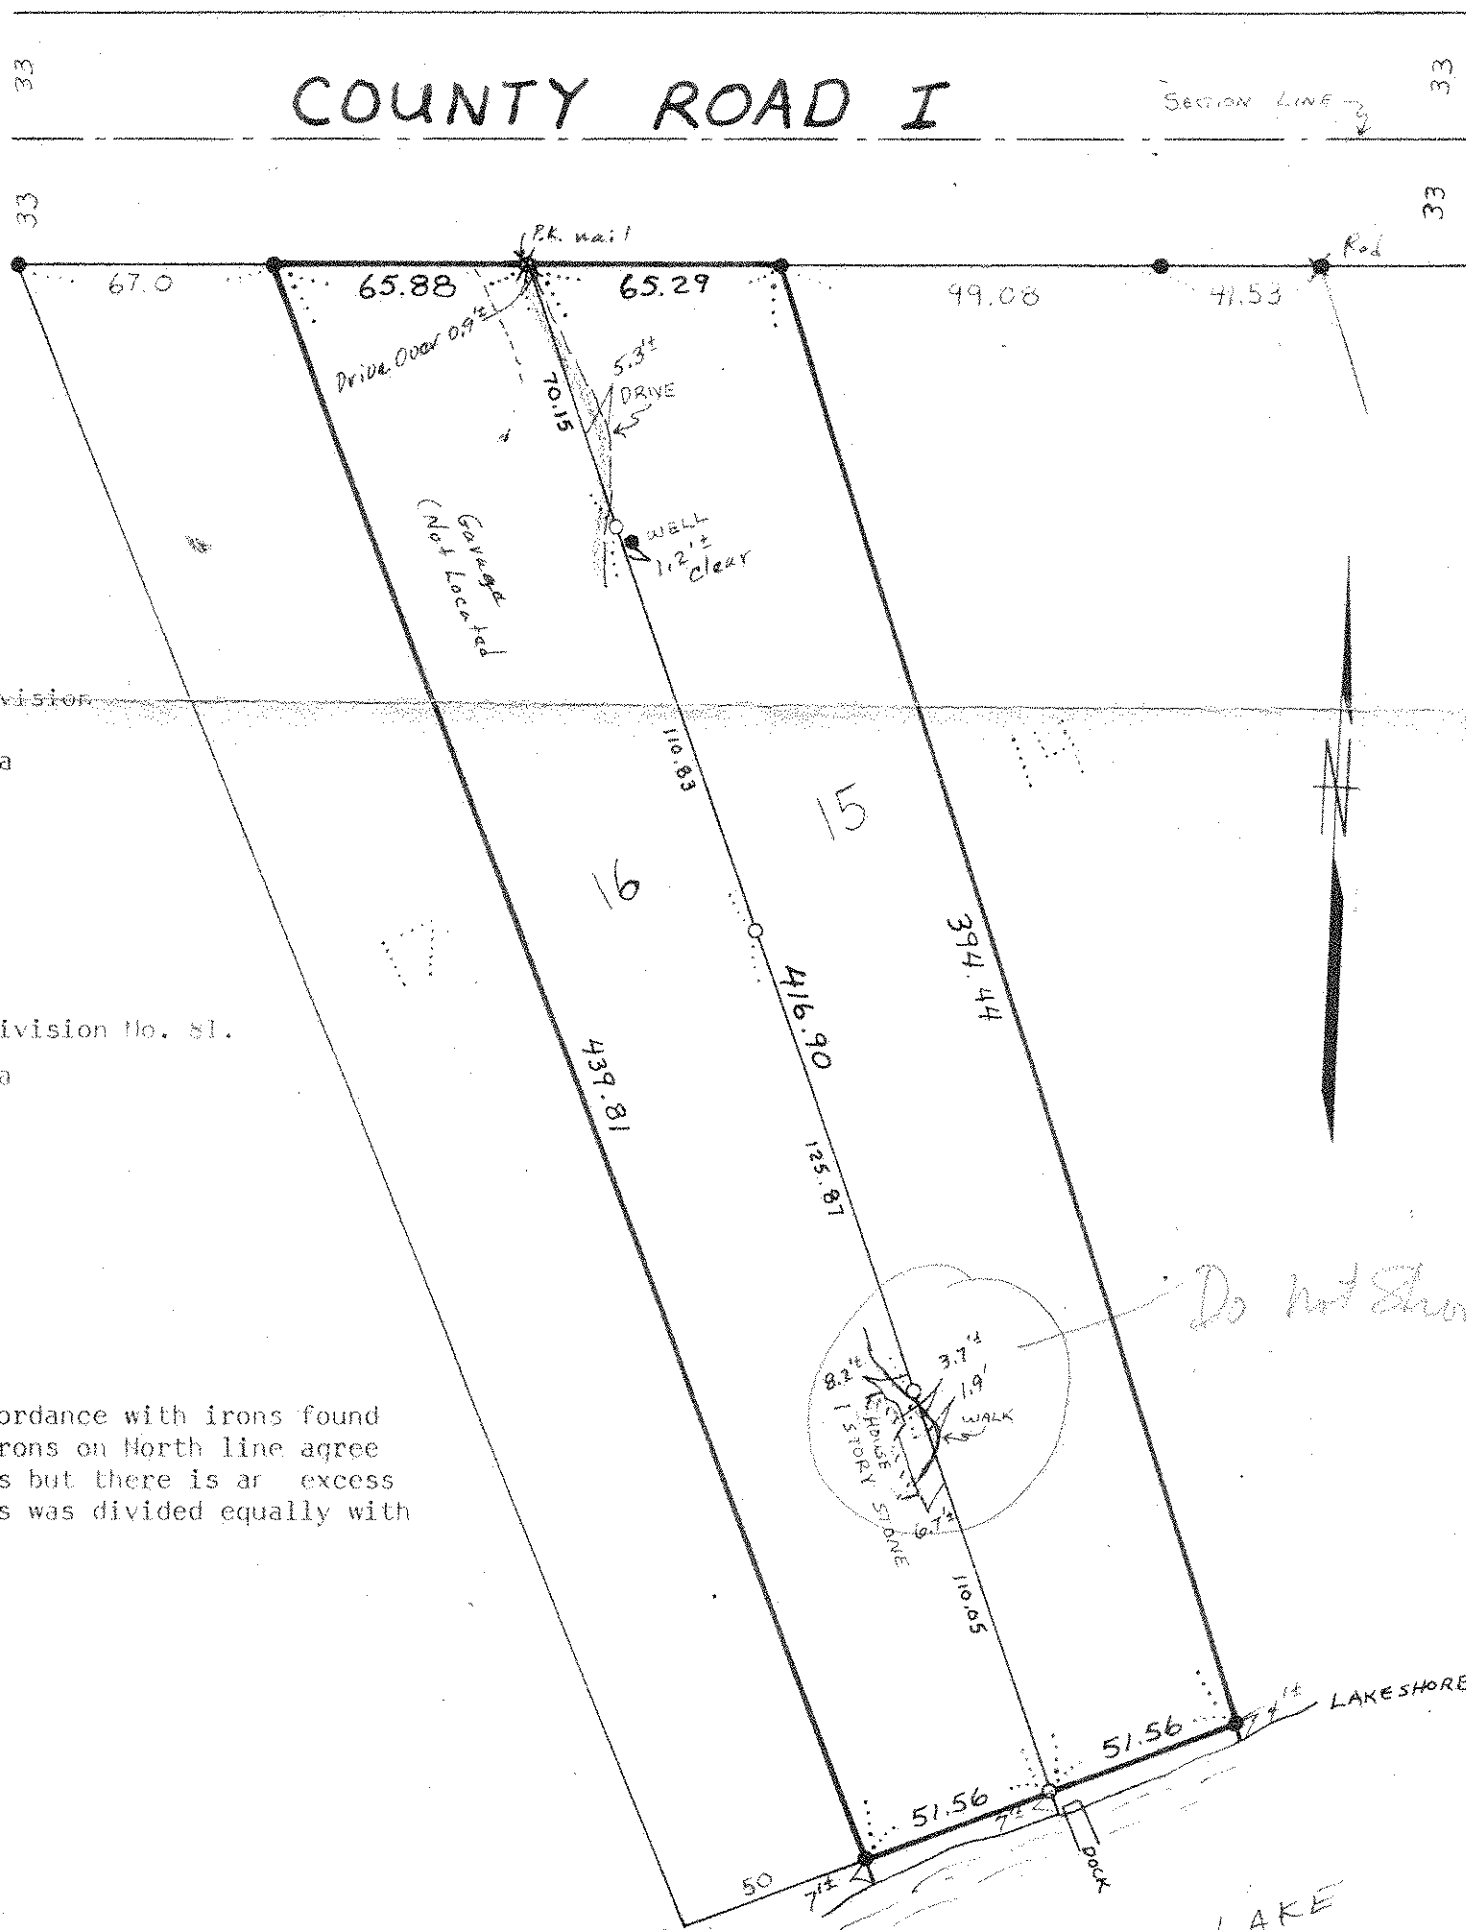 33
COUNTY ROAD I
SECTION LINE
33
33
33
P.K. nail
Rod
67.0
65.88
65.29
99.08
41.53
Drive Over 0.9'±
5.3'±
DRIVE
70.15
Garage
(Not Located
WELL
1.2'±
clear
vision
a
110.83
14
15
16
17
N
394.44
416.90
ivision No. 81.
a
439.81
125.87
Do not Show
8.2'±
3.7'±
1.9'
WALK
HOUSE
1 STORY STONE
6.7'±
ordance with irons found
rons on North line agree
s but there is an excess
s was divided equally with
110.05
LAKESHORE
51.56
51.56
7'±
7'±
DOCK
50
LAKE